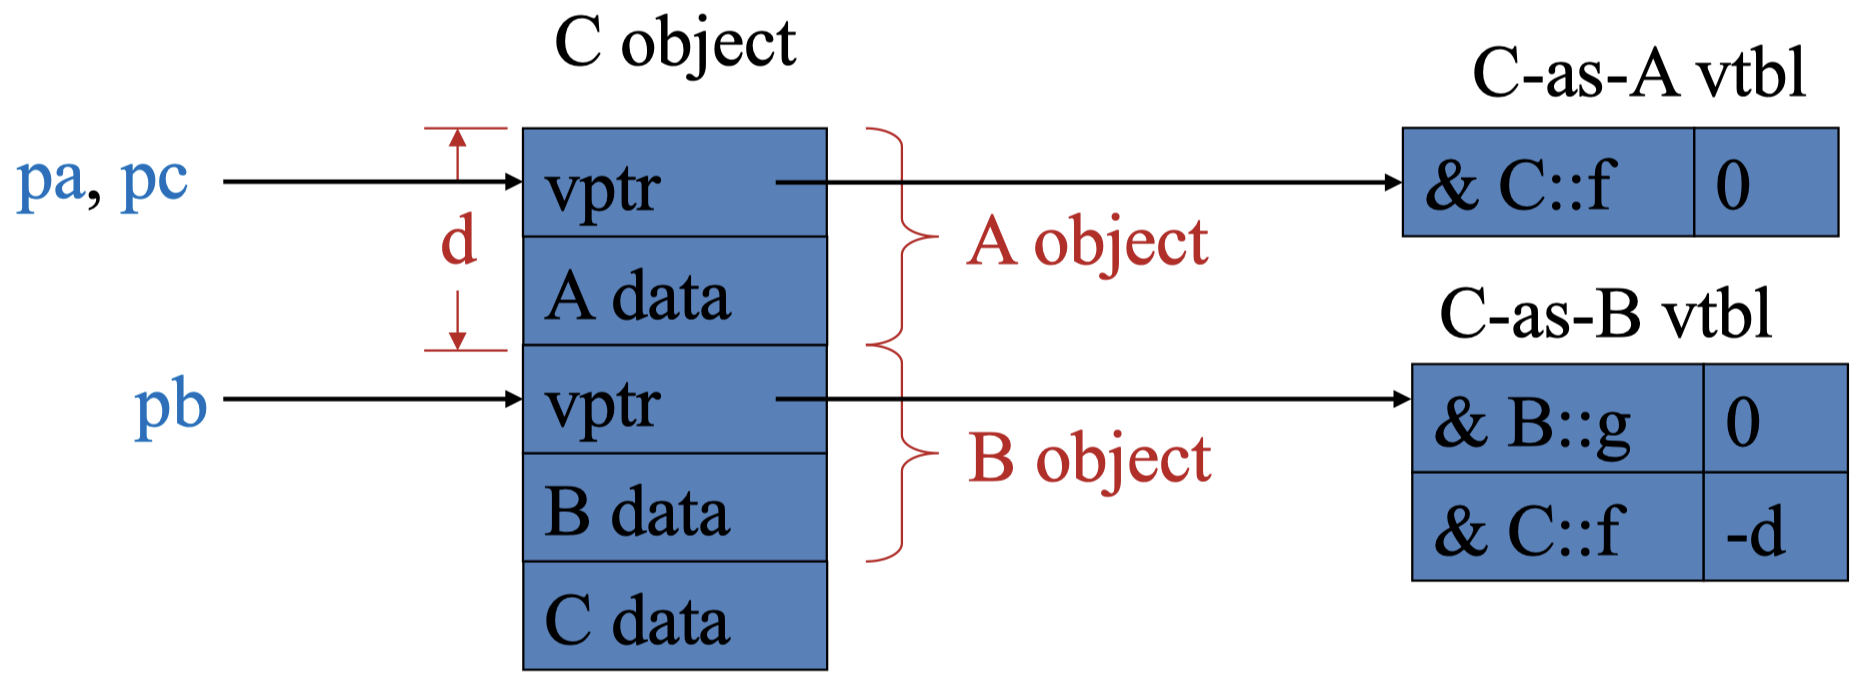 C object
C-as-A vtbl
pa, pc
vptr
& C::f 0
d
A object
A data
C-as-B vtbl
pb
vptr
& B::g 0
B object
B data
& C::f -d
C data